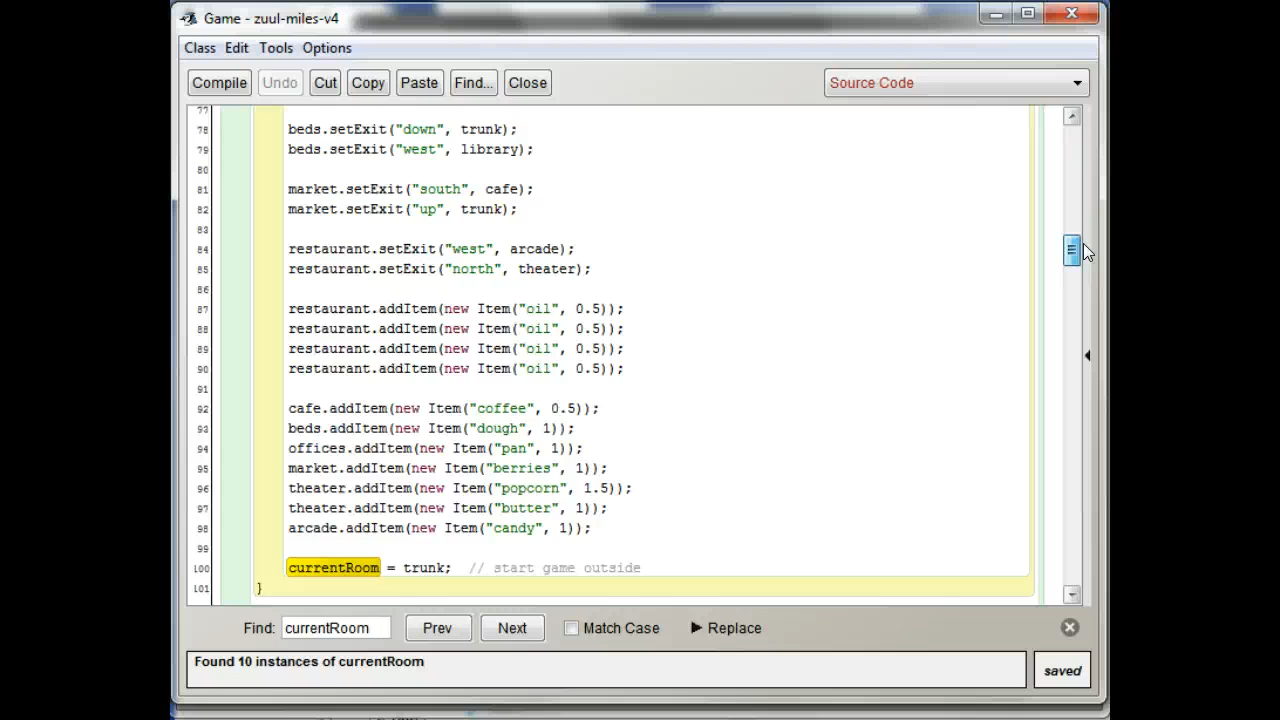 Game - zuul-miles-v4
Class Edit Tools Options
Compile Undo Cut Copy Paste Find... Close Source Code
77
78 beds.setExit("down", trunk);
79 beds.setExit("west", library);
80
81 market.setExit("south", cafe);
82 market.setExit("up", trunk);
83
84 restaurant.setExit("west", arcade);
85 restaurant.setExit("north", theater);
86
87 restaurant.addItem(new Item("oil", 0.5));
88 restaurant.addItem(new Item("oil", 0.5));
89 restaurant.addItem(new Item("oil", 0.5));
90 restaurant.addItem(new Item("oil", 0.5));
91
92 cafe.addItem(new Item("coffee", 0.5));
93 beds.addItem(new Item("dough", 1));
94 offices.addItem(new Item("pan", 1));
95 market.addItem(new Item("berries", 1));
96 theater.addItem(new Item("popcorn", 1.5));
97 theater.addItem(new Item("butter", 1));
98 arcade.addItem(new Item("candy", 1));
99
100 currentRoom = trunk; // start game outside
101 }
Find: currentRoom Prev Next Match Case Replace
Found 10 instances of currentRoom
saved